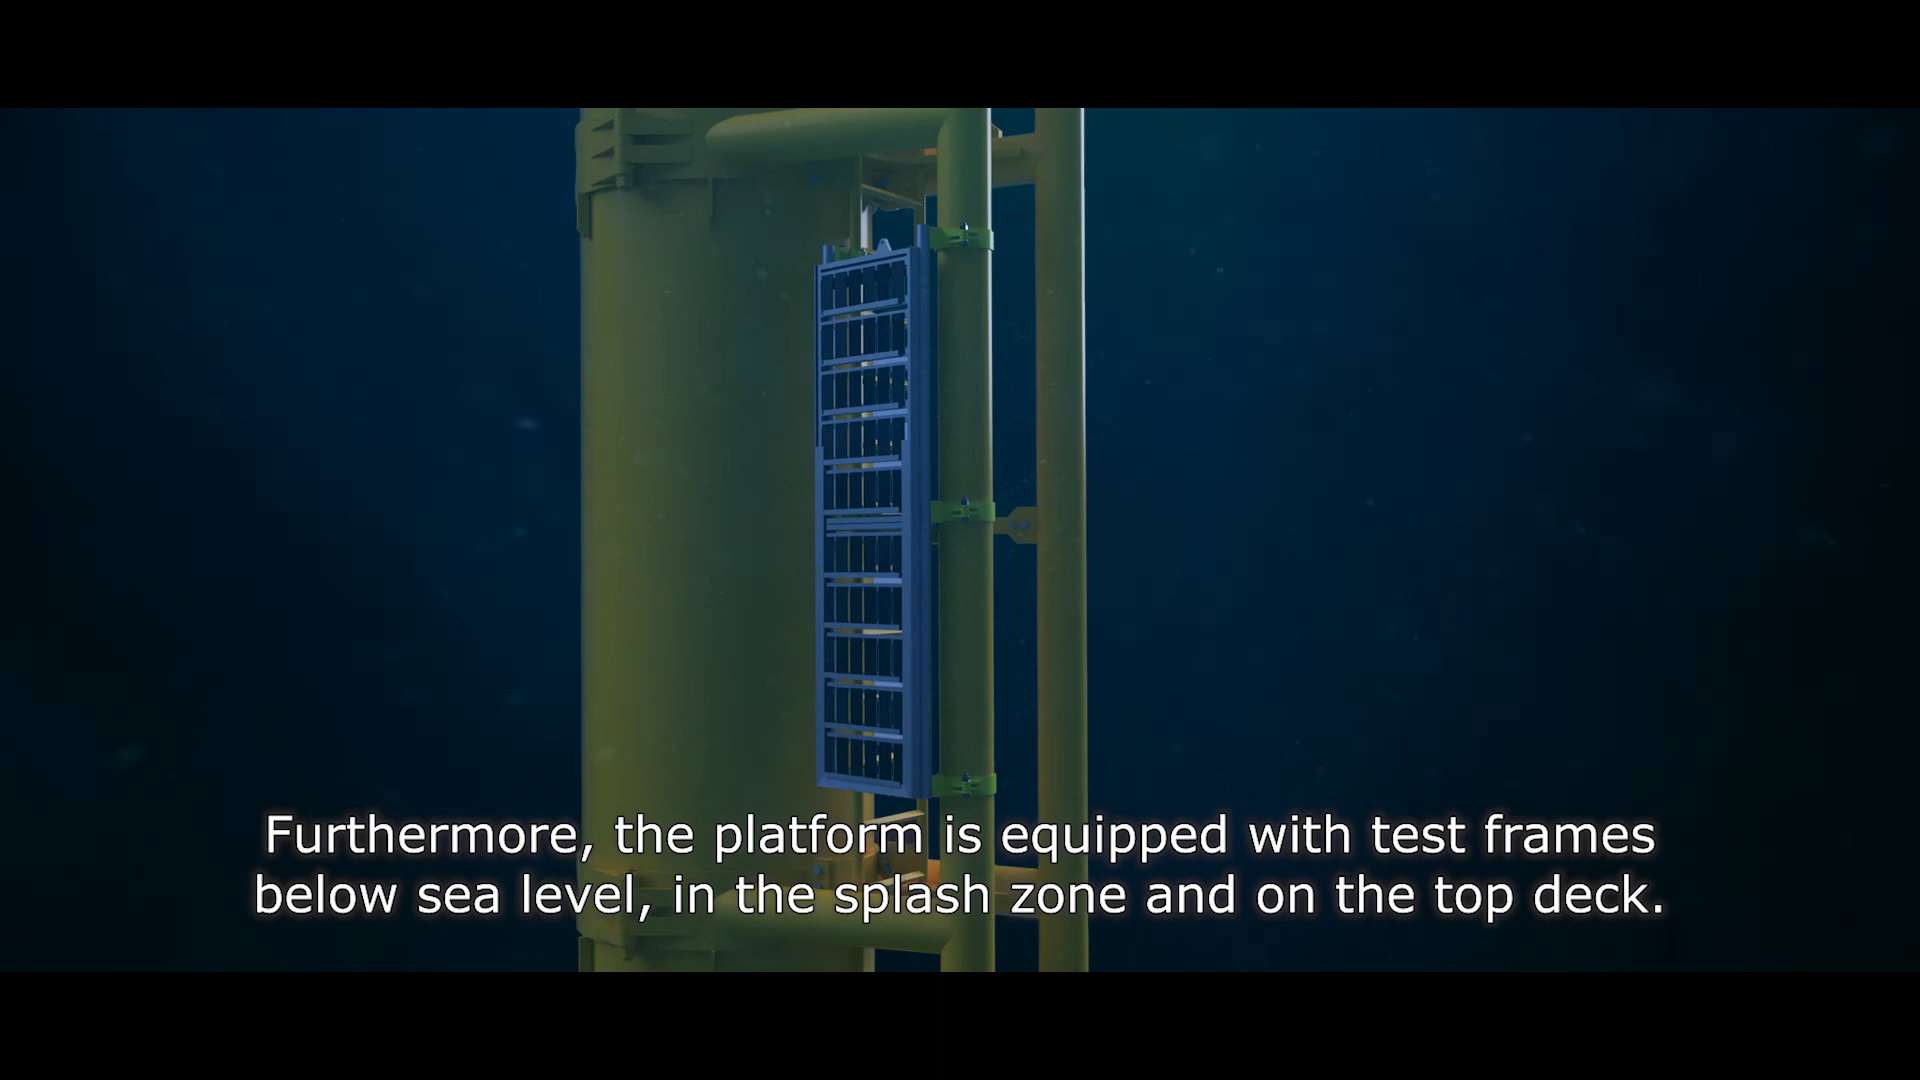 Furthermore, the platform is equipped with test frames
below sea level, in the splash zone and on the top deck.